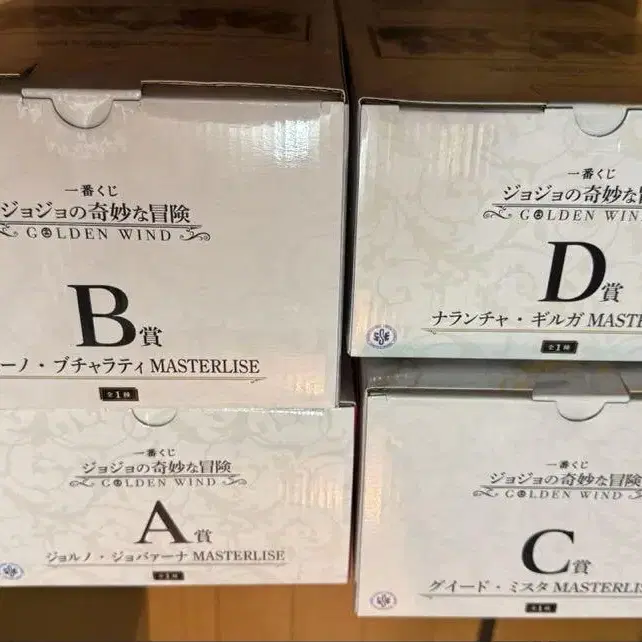 一番くじ
ジョジョの奇妙な冒険
GOLDEN WIND
B賞
ーノ・ブチャラティ MASTERLISE
全1種
一番くじ
ジョジョの奇妙な冒
GOLDEN WIND
D賞
ナランチャ・ギルガ MASTE
全1種
一番くじ
ジョジョの奇妙な冒険
GOLDEN WIND
A賞
ジョルノ・ジョバァーナ MASTERLISE
全1種
一番くじ
ジョジョの奇妙な冒険
GOLDEN WIND
C賞
グイード・ミスタ MASTERLIS
全1種